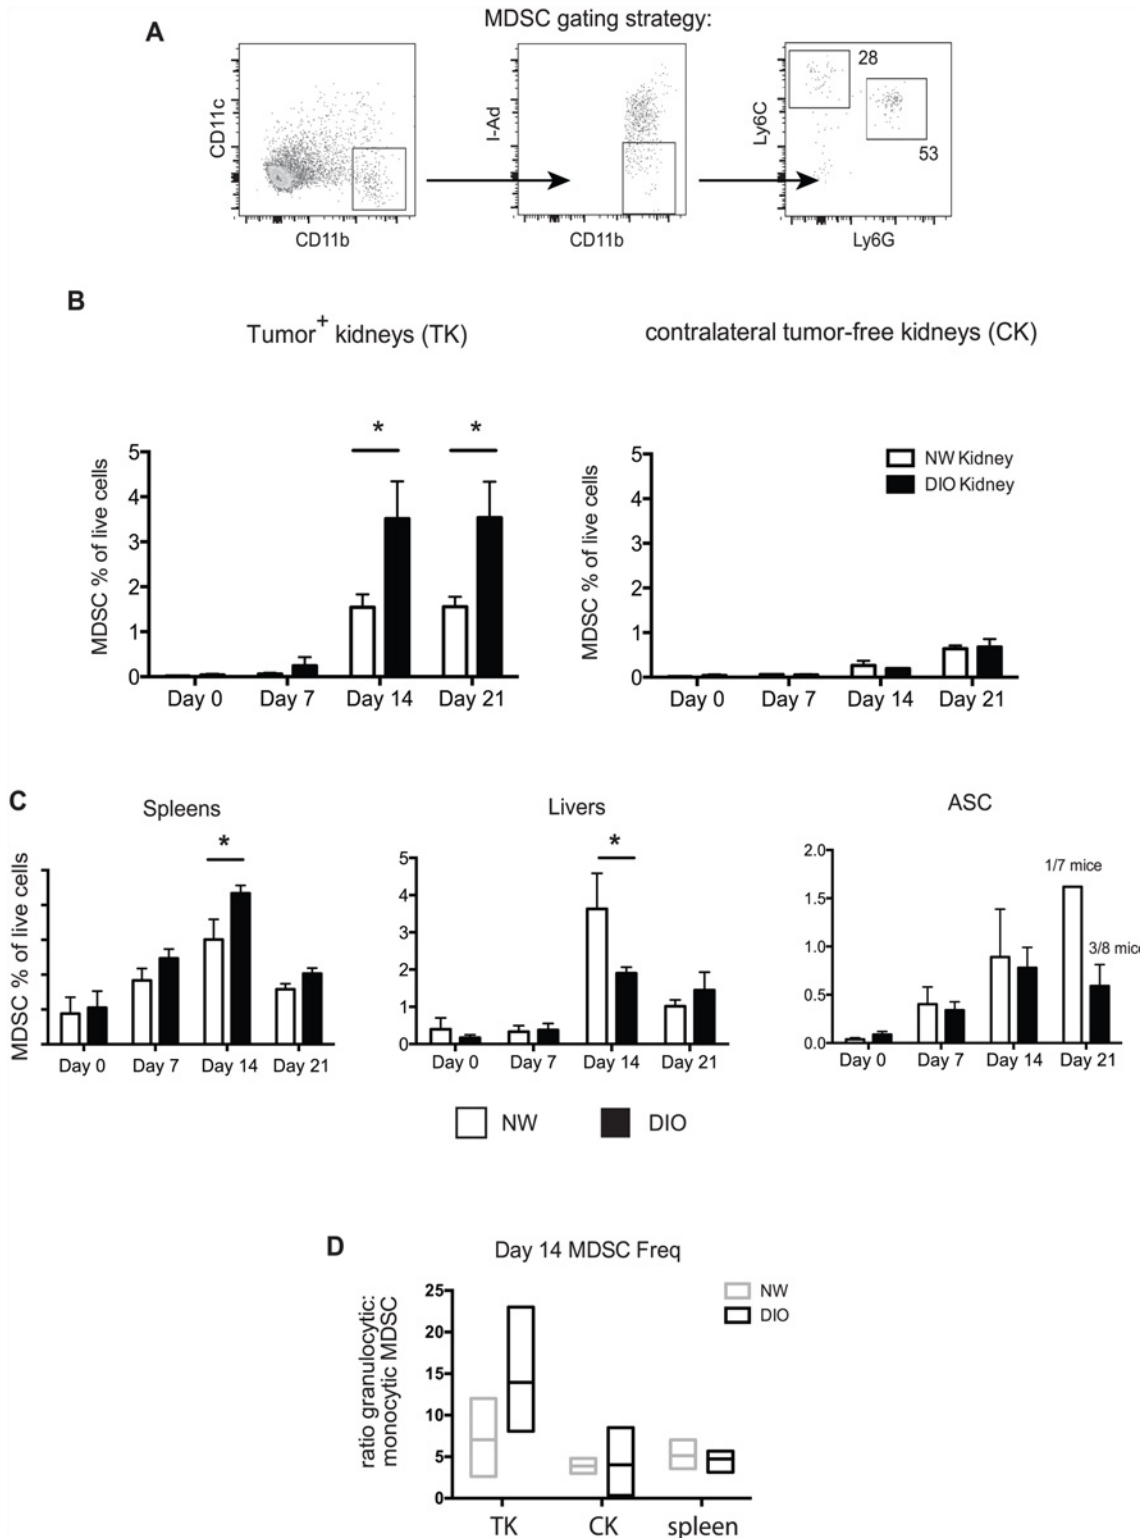 A
MDSC gating strategy:
CD11c
CD11b
I-Ad
CD11b
Ly6C
28
53
Ly6G
B
Tumor+ kidneys (TK)
contralateral tumor-free kidneys (CK)
MDSC % of live cells
5
4
3
2
1
0
* *
Day 0 Day 7 Day 14 Day 21
MDSC % of live cells
5
4
3
2
1
0
NW Kidney
DIO Kidney
Day 0 Day 7 Day 14 Day 21
C
Spleens
MDSC % of live cells
*
Day 0 Day 7 Day 14 Day 21
Livers
5
4
3
2
1
0
*
Day 0 Day 7 Day 14 Day 21
ASC
2.0
1.5
1.0
0.5
0.0
1/7 mice
3/8 mice
Day 0 Day 7 Day 14 Day 21
NW DIO
D
Day 14 MDSC Freq
ratio granulocytic:
monocytic MDSC
25
20
15
10
5
0
NW
DIO
TK CK spleen